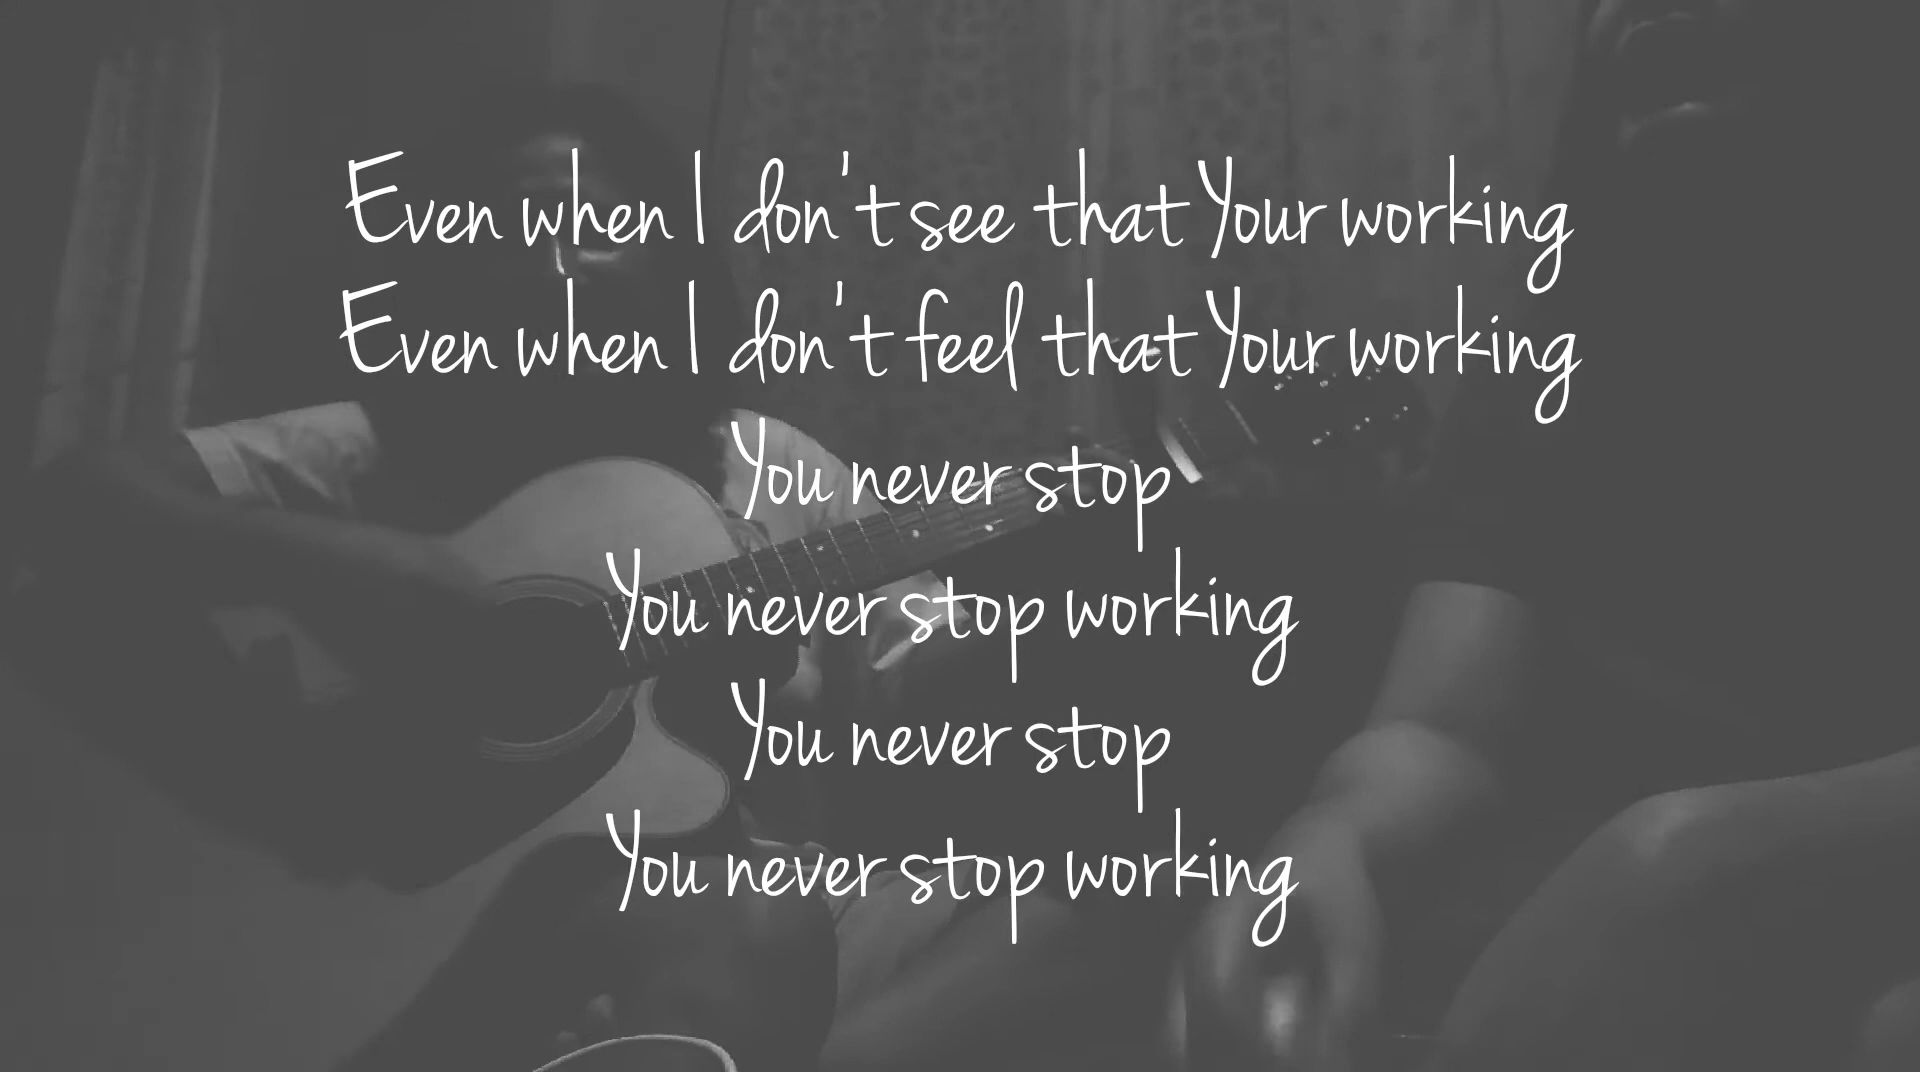 Even when I don't see that Your working
Even when I don't feel that Your working
You never stop
You never stop working
You never stop
You never stop working